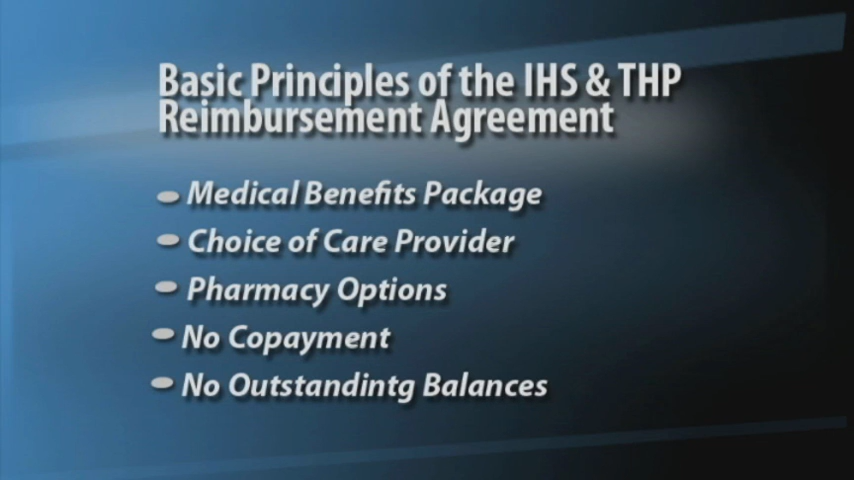 Basic Principles of the IHS & THP
Reimbursement Agreement
Medical Benefits Package
Choice of Care Provider
Pharmacy Options
No Copayment
No Outstandintg Balances